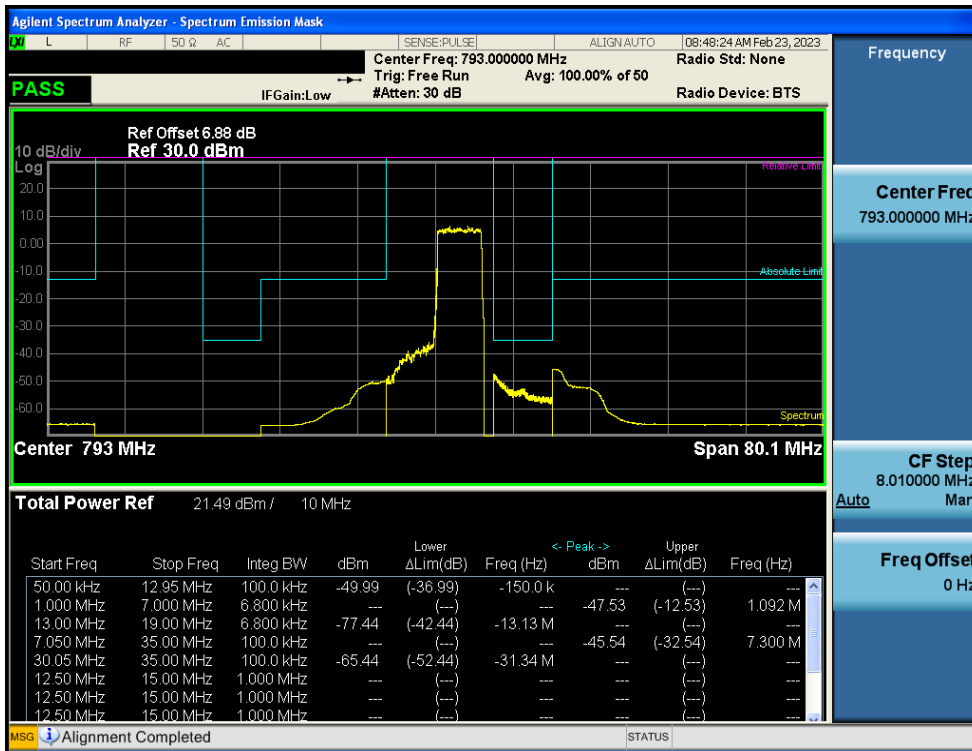 Agilent Spectrum Analyzer - Spectrum Emission Mask
LXI L RF 50 Ω AC SENSE:PULSE ALIGN AUTO 08:48:24 AM Feb 23, 2023
Center Freq: 793.000000 MHz Radio Std: None
Trig: Free Run Avg: 100.00% of 50
PASS IFGain:Low #Atten: 30 dB Radio Device: BTS
Ref Offset 6.88 dB
10 dB/div Ref 30.0 dBm
Log
Relative Limit
20.0
10.0
0.00
-10.0
Absolute Limit
-20.0
-30.0
-40.0
-50.0
-60.0
Spectrum
Center 793 MHz Span 80.1 MHz
Total Power Ref 21.49 dBm / 10 MHz
Lower <- Peak -> Upper
Start Freq Stop Freq Integ BW dBm ΔLim(dB) Freq (Hz) dBm ΔLim(dB) Freq (Hz)
50.00 kHz 12.95 MHz 100.0 kHz -49.99 (-36.99) -150.0 k --- (---) ---
1.000 MHz 7.000 MHz 6.800 kHz --- (---) --- -47.53 (-12.53) 1.092 M
13.00 MHz 19.00 MHz 6.800 kHz -77.44 (-42.44) -13.13 M --- (---) ---
7.050 MHz 35.00 MHz 100.0 kHz --- (---) --- -45.54 (-32.54) 7.300 M
30.05 MHz 35.00 MHz 100.0 kHz -65.44 (-52.44) -31.34 M --- (---) ---
12.50 MHz 15.00 MHz 1.000 MHz --- (---) --- --- (---) ---
12.50 MHz 15.00 MHz 1.000 MHz --- (---) --- --- (---) ---
12.50 MHz 15.00 MHz 1.000 MHz --- (---) --- --- (---) ---
MSG Alignment Completed STATUS
Frequency
Center Freq
793.000000 MHz
CF Step
8.010000 MHz
Auto Man
Freq Offset
0 Hz